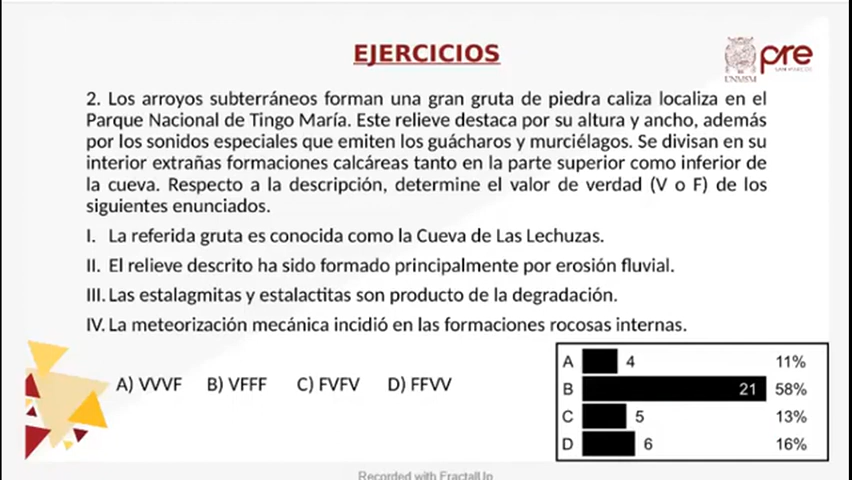 EJERCICIOS
UNMSM
pre
SAN MARCOS
2. Los arroyos subterráneos forman una gran gruta de piedra caliza localiza en el
Parque Nacional de Tingo María. Este relieve destaca por su altura y ancho, además
por los sonidos especiales que emiten los guácharos y murciélagos. Se divisan en su
interior extrañas formaciones calcáreas tanto en la parte superior como inferior de
la cueva. Respecto a la descripción, determine el valor de verdad (V o F) de los
siguientes enunciados.
I. La referida gruta es conocida como la Cueva de Las Lechuzas.
II. El relieve descrito ha sido formado principalmente por erosión fluvial.
III. Las estalagmitas y estalactitas son producto de la degradación.
IV. La meteorización mecánica incidió en las formaciones rocosas internas.
A) VVVF B) VFFF C) FVFV D) FFVV
A 4 11%
B 21 58%
C 5 13%
D 6 16%
Recorded with FractalUp